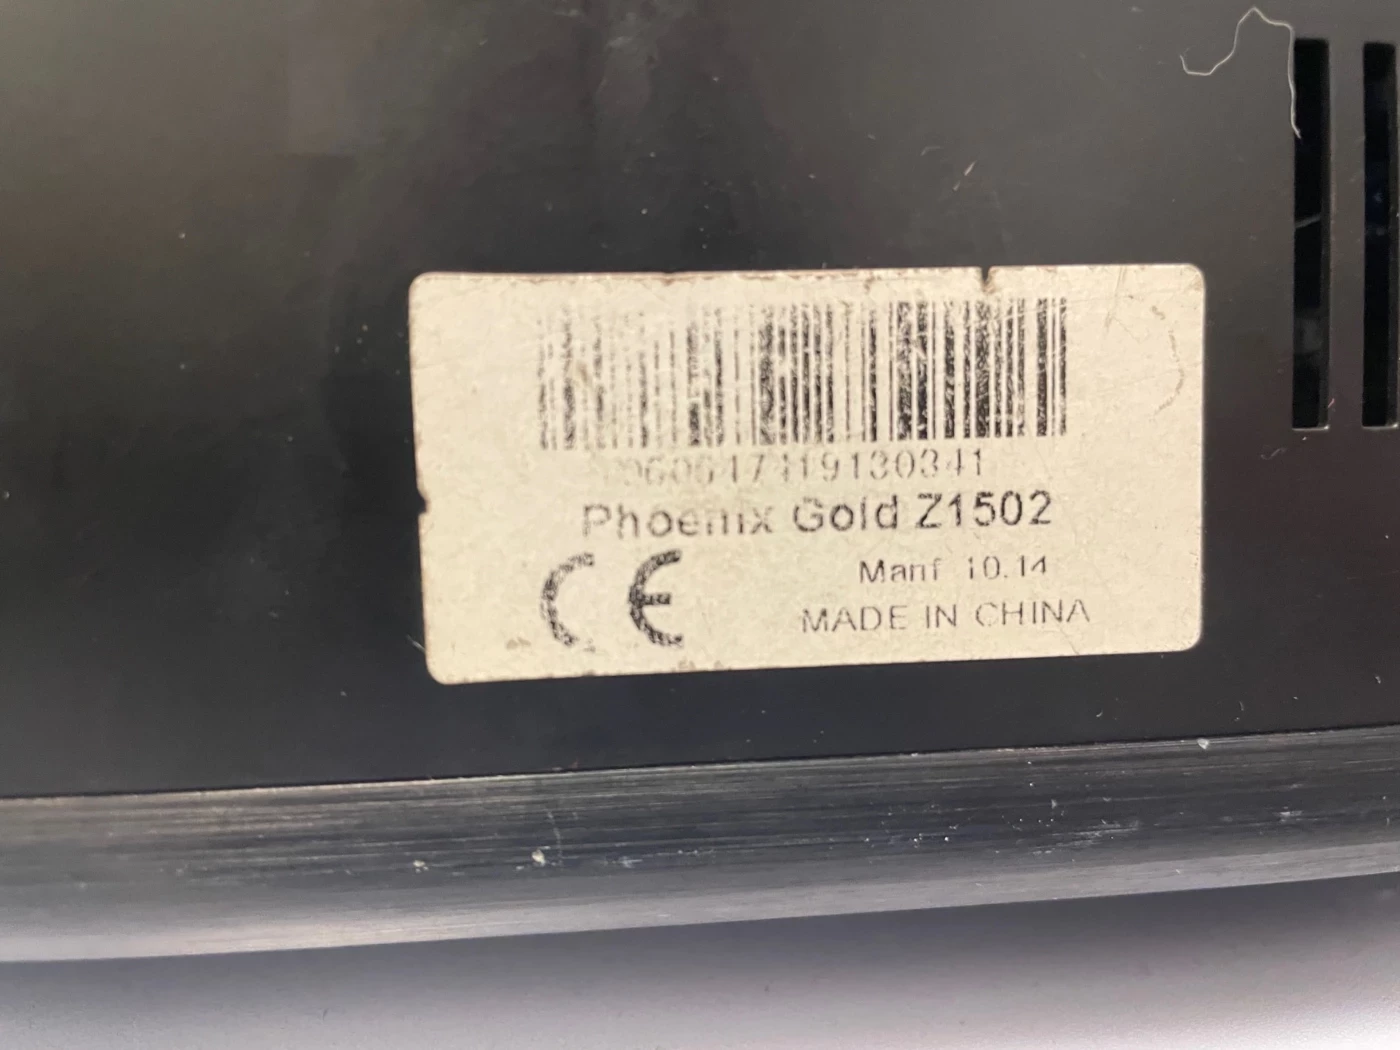 Phoenix Gold Z1502
CE
Manf 10.14
MADE IN CHINA